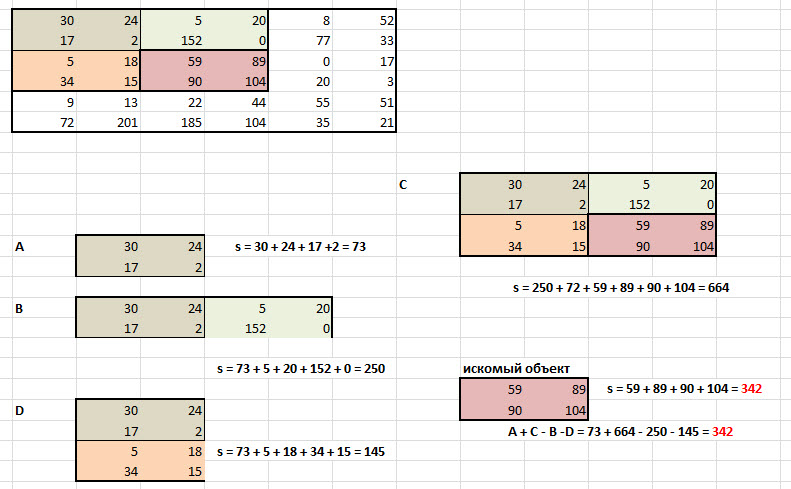 30 24 5 20 8 52
17 2 152 0 77 33
5 18 59 89 0 17
34 15 90 104 20 3
9 13 22 44 55 51
72 201 185 104 35 21
C
30 24 5 20
17 2 152 0
5 18 59 89
34 15 90 104
s = 250 + 72 + 59 + 89 + 90 + 104 = 664
A
30 24
17 2
s = 30 + 24 + 17 +2 = 73
B
30 24 5 20
17 2 152 0
s = 73 + 5 + 20 + 152 + 0 = 250
D
30 24
17 2
5 18
34 15
s = 73 + 5 + 18 + 34 + 15 = 145
искомый объект
59 89
90 104
s = 59 + 89 + 90 + 104 = 342
A + C - B -D = 73 + 664 - 250 - 145 = 342